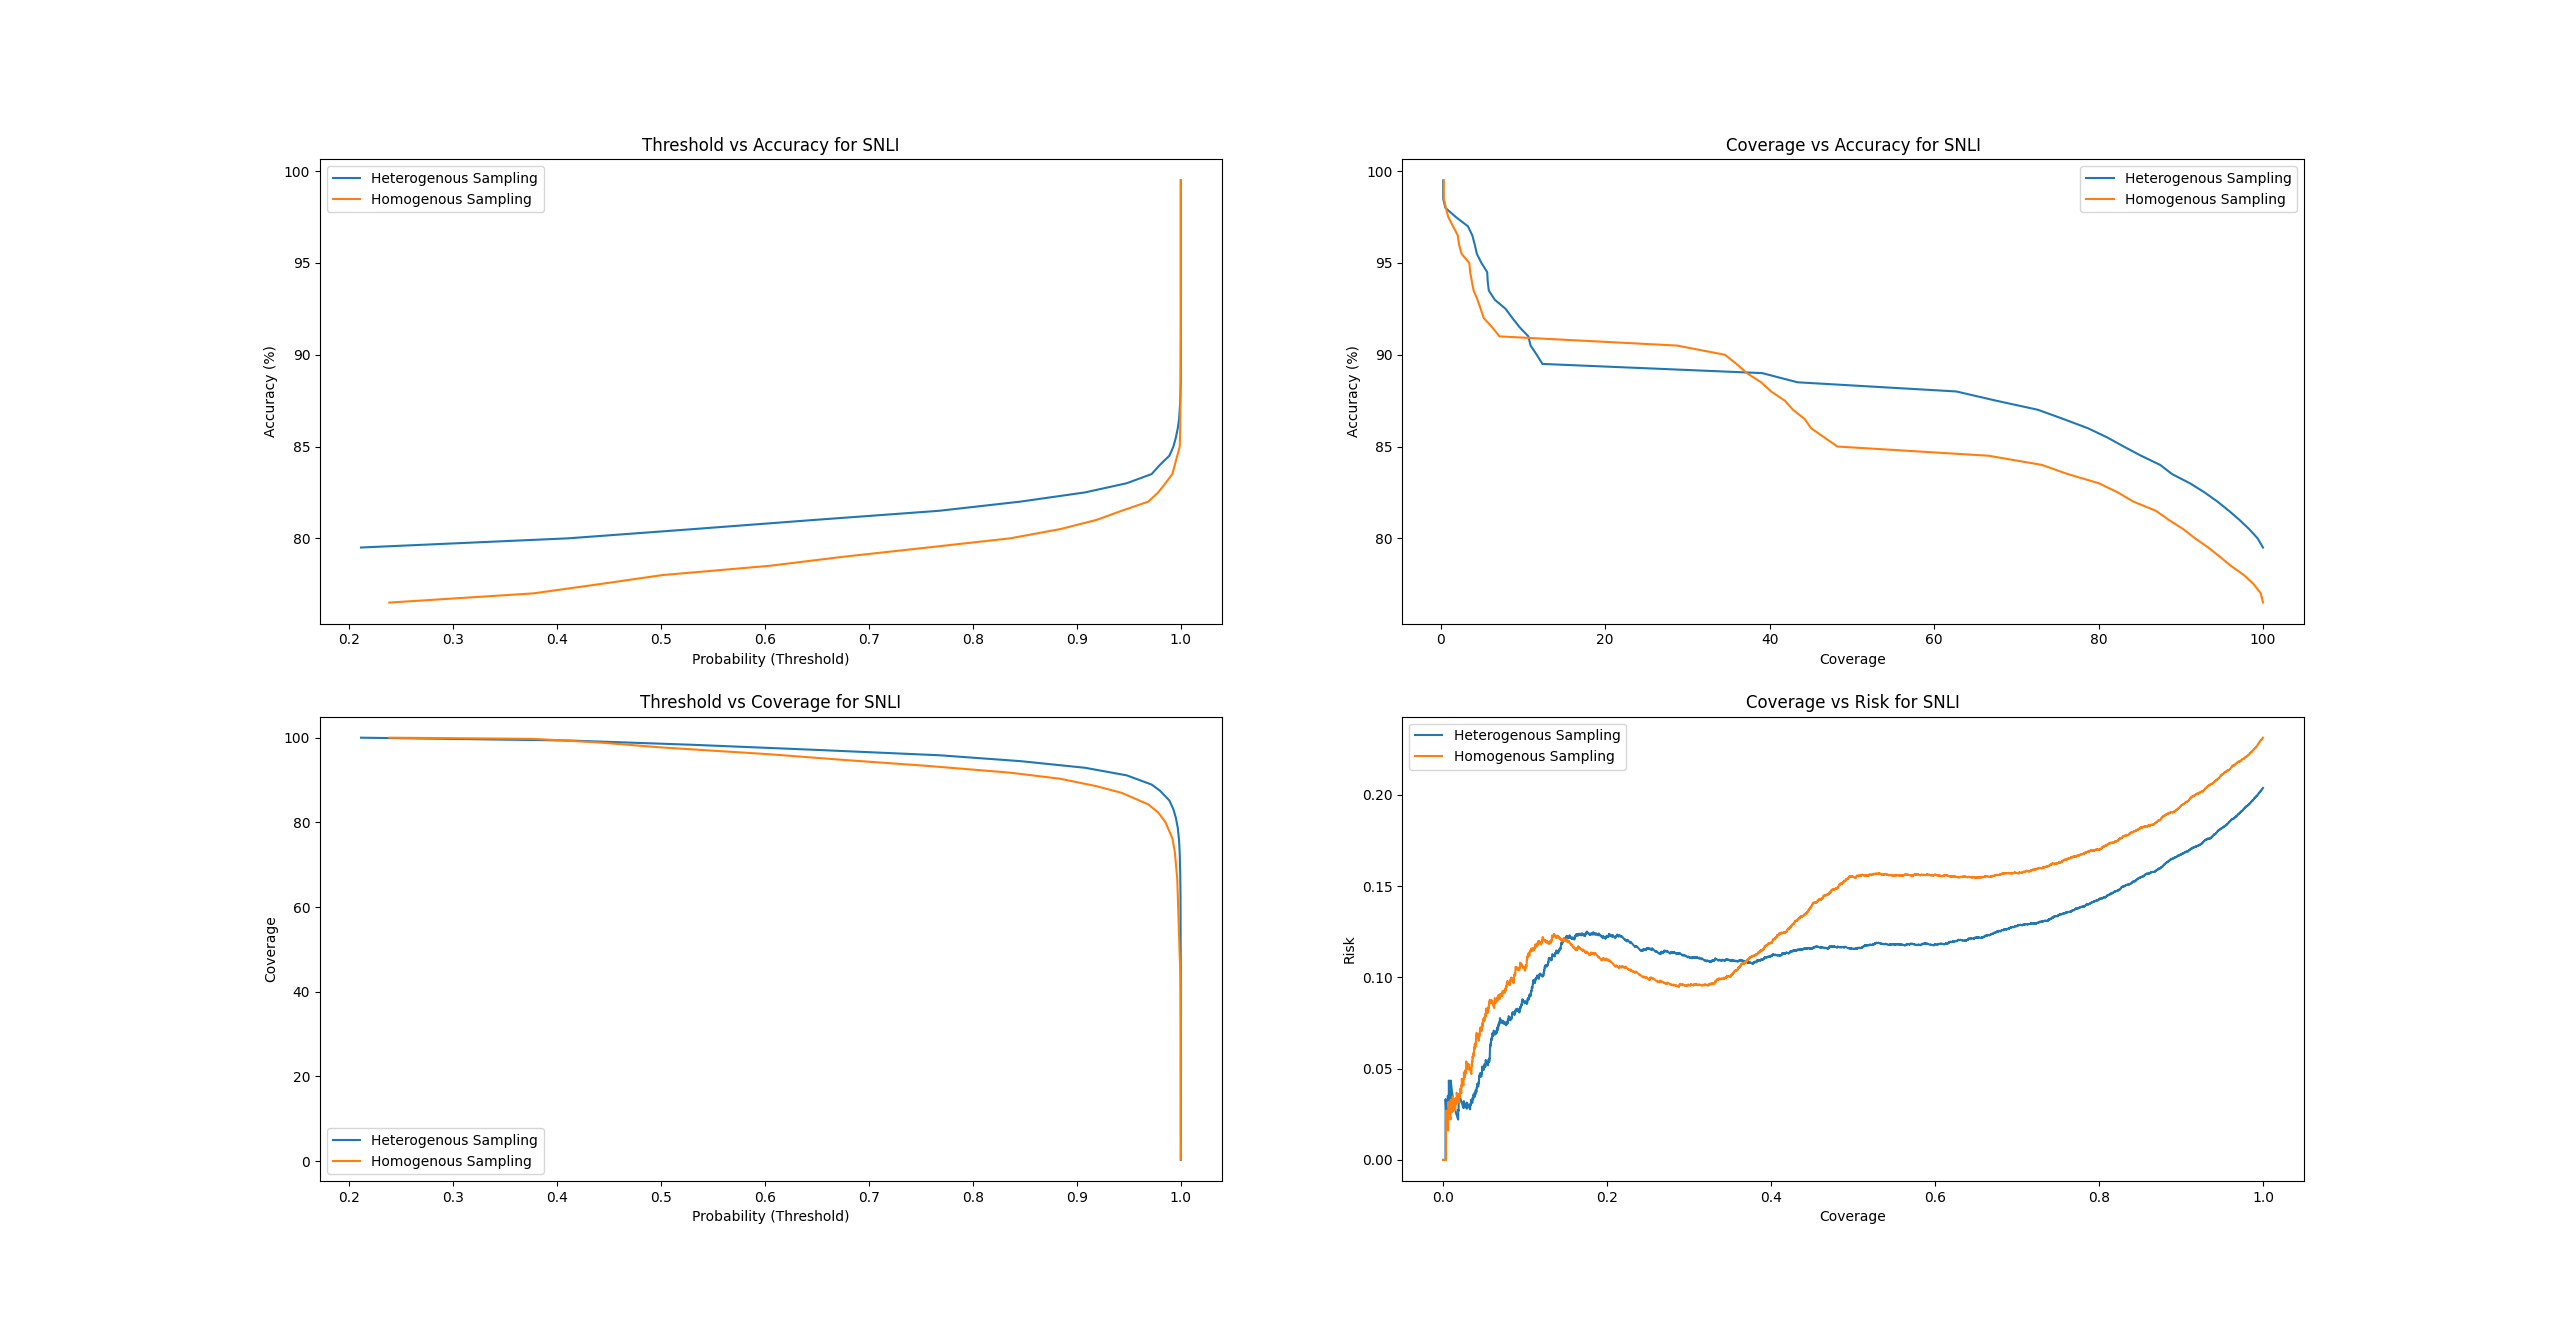 Threshold vs Accuracy for SNLI
100
95
90
85
80
Accuracy (%)
Heterogenous Sampling
Homogenous Sampling
0.2 0.3 0.4 0.5 0.6 0.7 0.8 0.9 1.0
Probability (Threshold)
Coverage vs Accuracy for SNLI
100
95
90
85
80
Accuracy (%)
Heterogenous Sampling
Homogenous Sampling
0 20 40 60 80 100
Coverage
Threshold vs Coverage for SNLI
100
80
60
40
20
0
Coverage
Heterogenous Sampling
Homogenous Sampling
0.2 0.3 0.4 0.5 0.6 0.7 0.8 0.9 1.0
Probability (Threshold)
Coverage vs Risk for SNLI
Heterogenous Sampling
Homogenous Sampling
0.20
0.15
0.10
0.05
0.00
Risk
0.0 0.2 0.4 0.6 0.8 1.0
Coverage